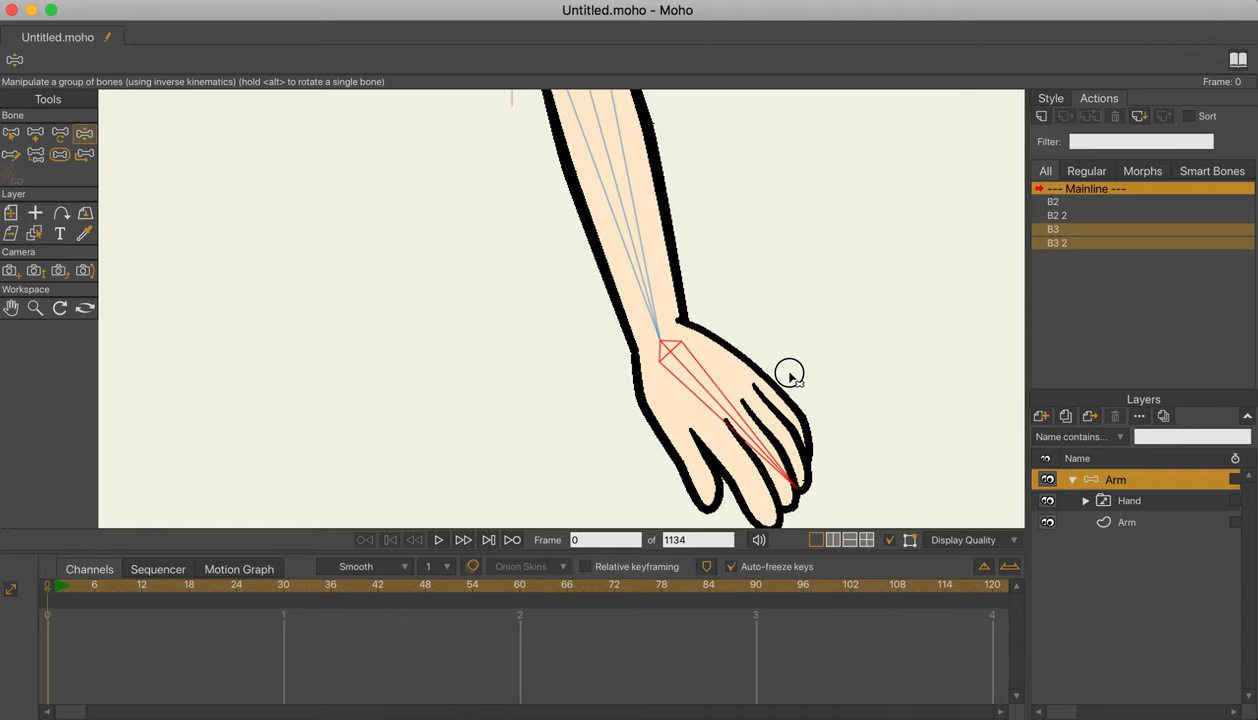 Untitled.moho - Moho
Untitled.moho
Manipulate a group of bones (using inverse kinematics) (hold <alt> to rotate a single bone)
Frame: 0
Tools
Bone
Layer
T
Camera
Workspace
Style
Actions
Sort
Filter:
All
Regular
Morphs
Smart Bones
--- Mainline ---
B2
B2 2
B3
B3 2
Layers
Name contains...
Name
Arm
Hand
Arm
Frame
0
of
1134
Display Quality
Channels
Sequencer
Motion Graph
Smooth
1
Onion Skins
Relative keyframing
Auto-freeze keys
0 6 12 18 24 30 36 42 48 54 60 66 72 78 84 90 96 102 108 114 120
0 1 2 3 4